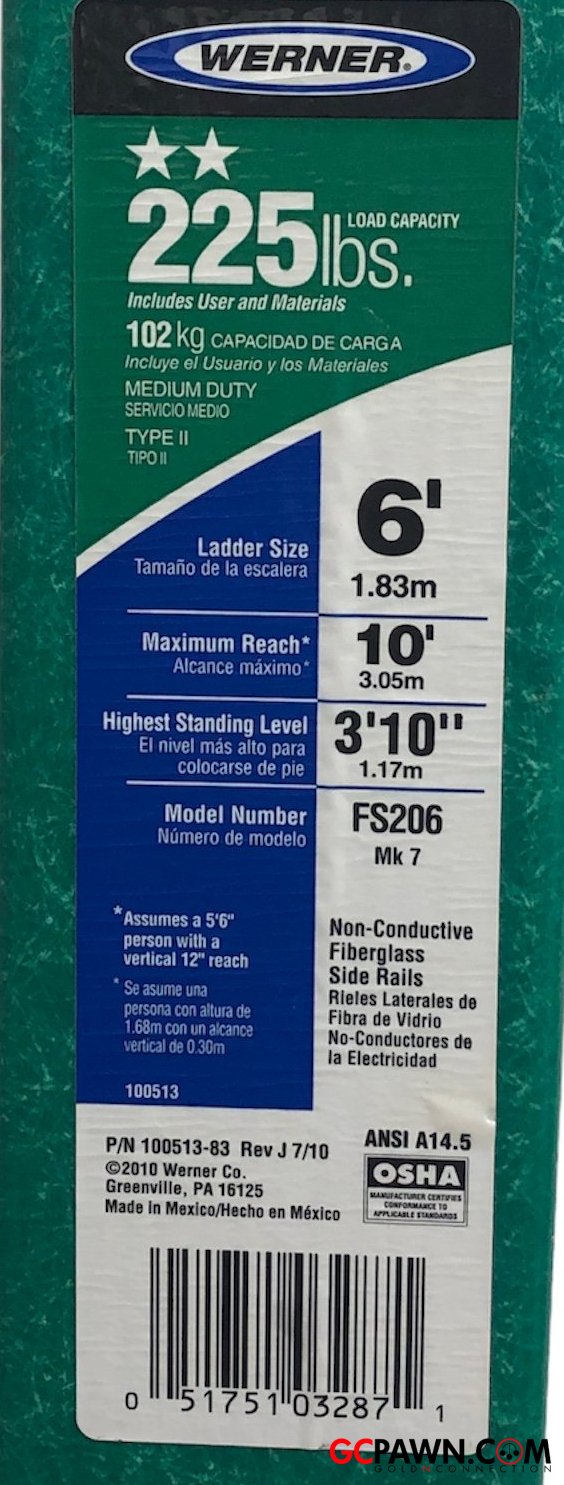 WERNER®
225 lbs.
LOAD CAPACITY
Includes User and Materials
102 kg CAPACIDAD DE CARGA
Incluye el Usuario y los Materiales
MEDIUM DUTY
SERVICIO MEDIO
TYPE II
TIPO II
Ladder Size
Tamaño de la escalera
6'
1.83m
Maximum Reach*
Alcance máximo*
10'
3.05m
Highest Standing Level
El nivel más alto para
colocarse de pie
3'10"
1.17m
Model Number
Número de modelo
FS206
Mk 7
*Assumes a 5'6"
person with a
vertical 12" reach
* Se asume una
persona con altura de
1.68m con un alcance
vertical de 0.30m
100513
Non-Conductive
Fiberglass
Side Rails
Rieles Laterales de
Fibra de Vidrio
No-Conductores de
la Electricidad
P/N 100513-83 Rev J 7/10
©2010 Werner Co.
Greenville, PA 16125
Made in Mexico/Hecho en México
ANSI A14.5
OSHA
MANUFACTURER CERTIFIES
CONFORMANCE TO
APPLICABLE STANDARDS
0 51751 03287 1
GCPAWN.COM
GOLDNCONNECTION